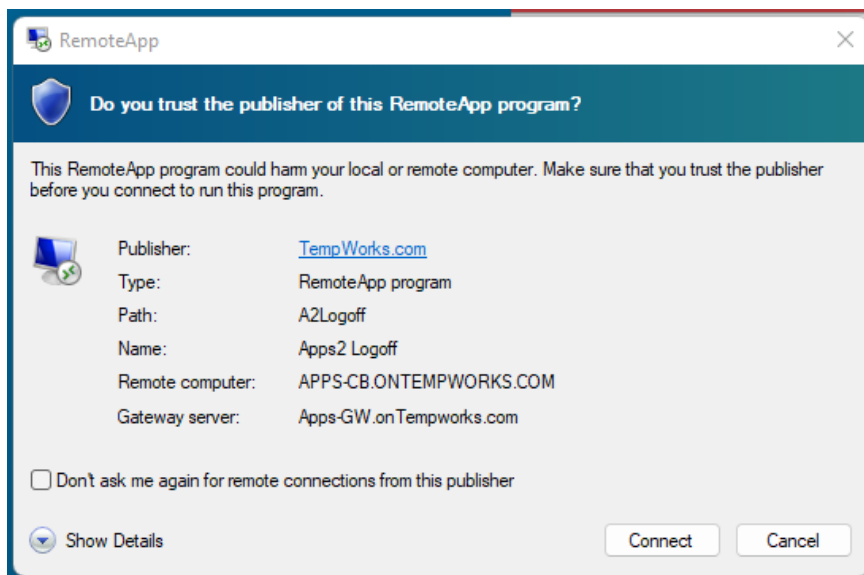 RemoteApp
Do you trust the publisher of this RemoteApp program?
This RemoteApp program could harm your local or remote computer. Make sure that you trust the publisher
before you connect to run this program.
Publisher: TempWorks.com
Type: RemoteApp program
Path: A2Logoff
Name: Apps2 Logoff
Remote computer: APPS-CB.ONTEMPWORKS.COM
Gateway server: Apps-GW.onTempworks.com
Don't ask me again for remote connections from this publisher
Show Details Connect Cancel